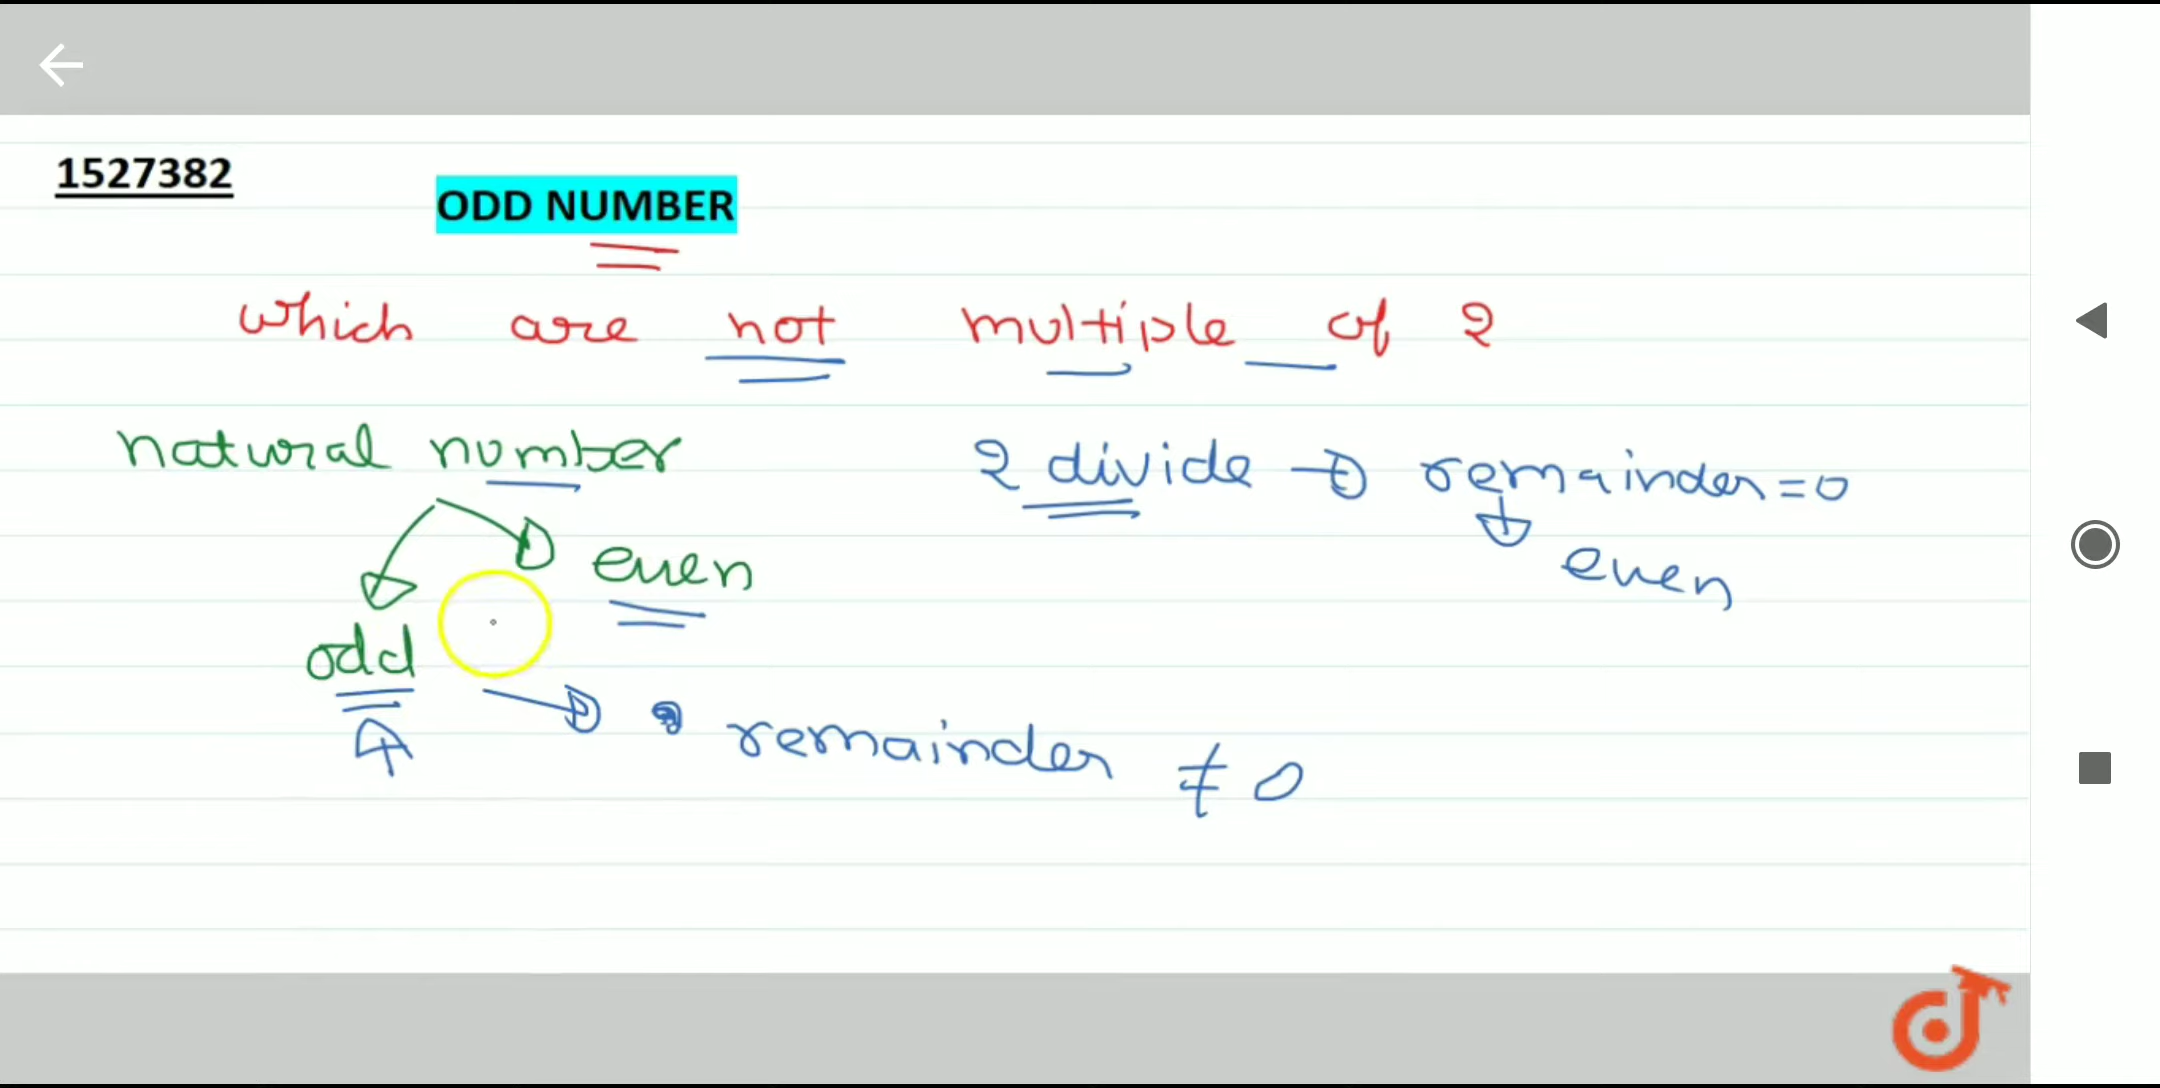 1527382
ODD NUMBER
which are not multiple of 2
natural number
2 divide → remainder=0
even
even
odd
→ remainder ≠ 0